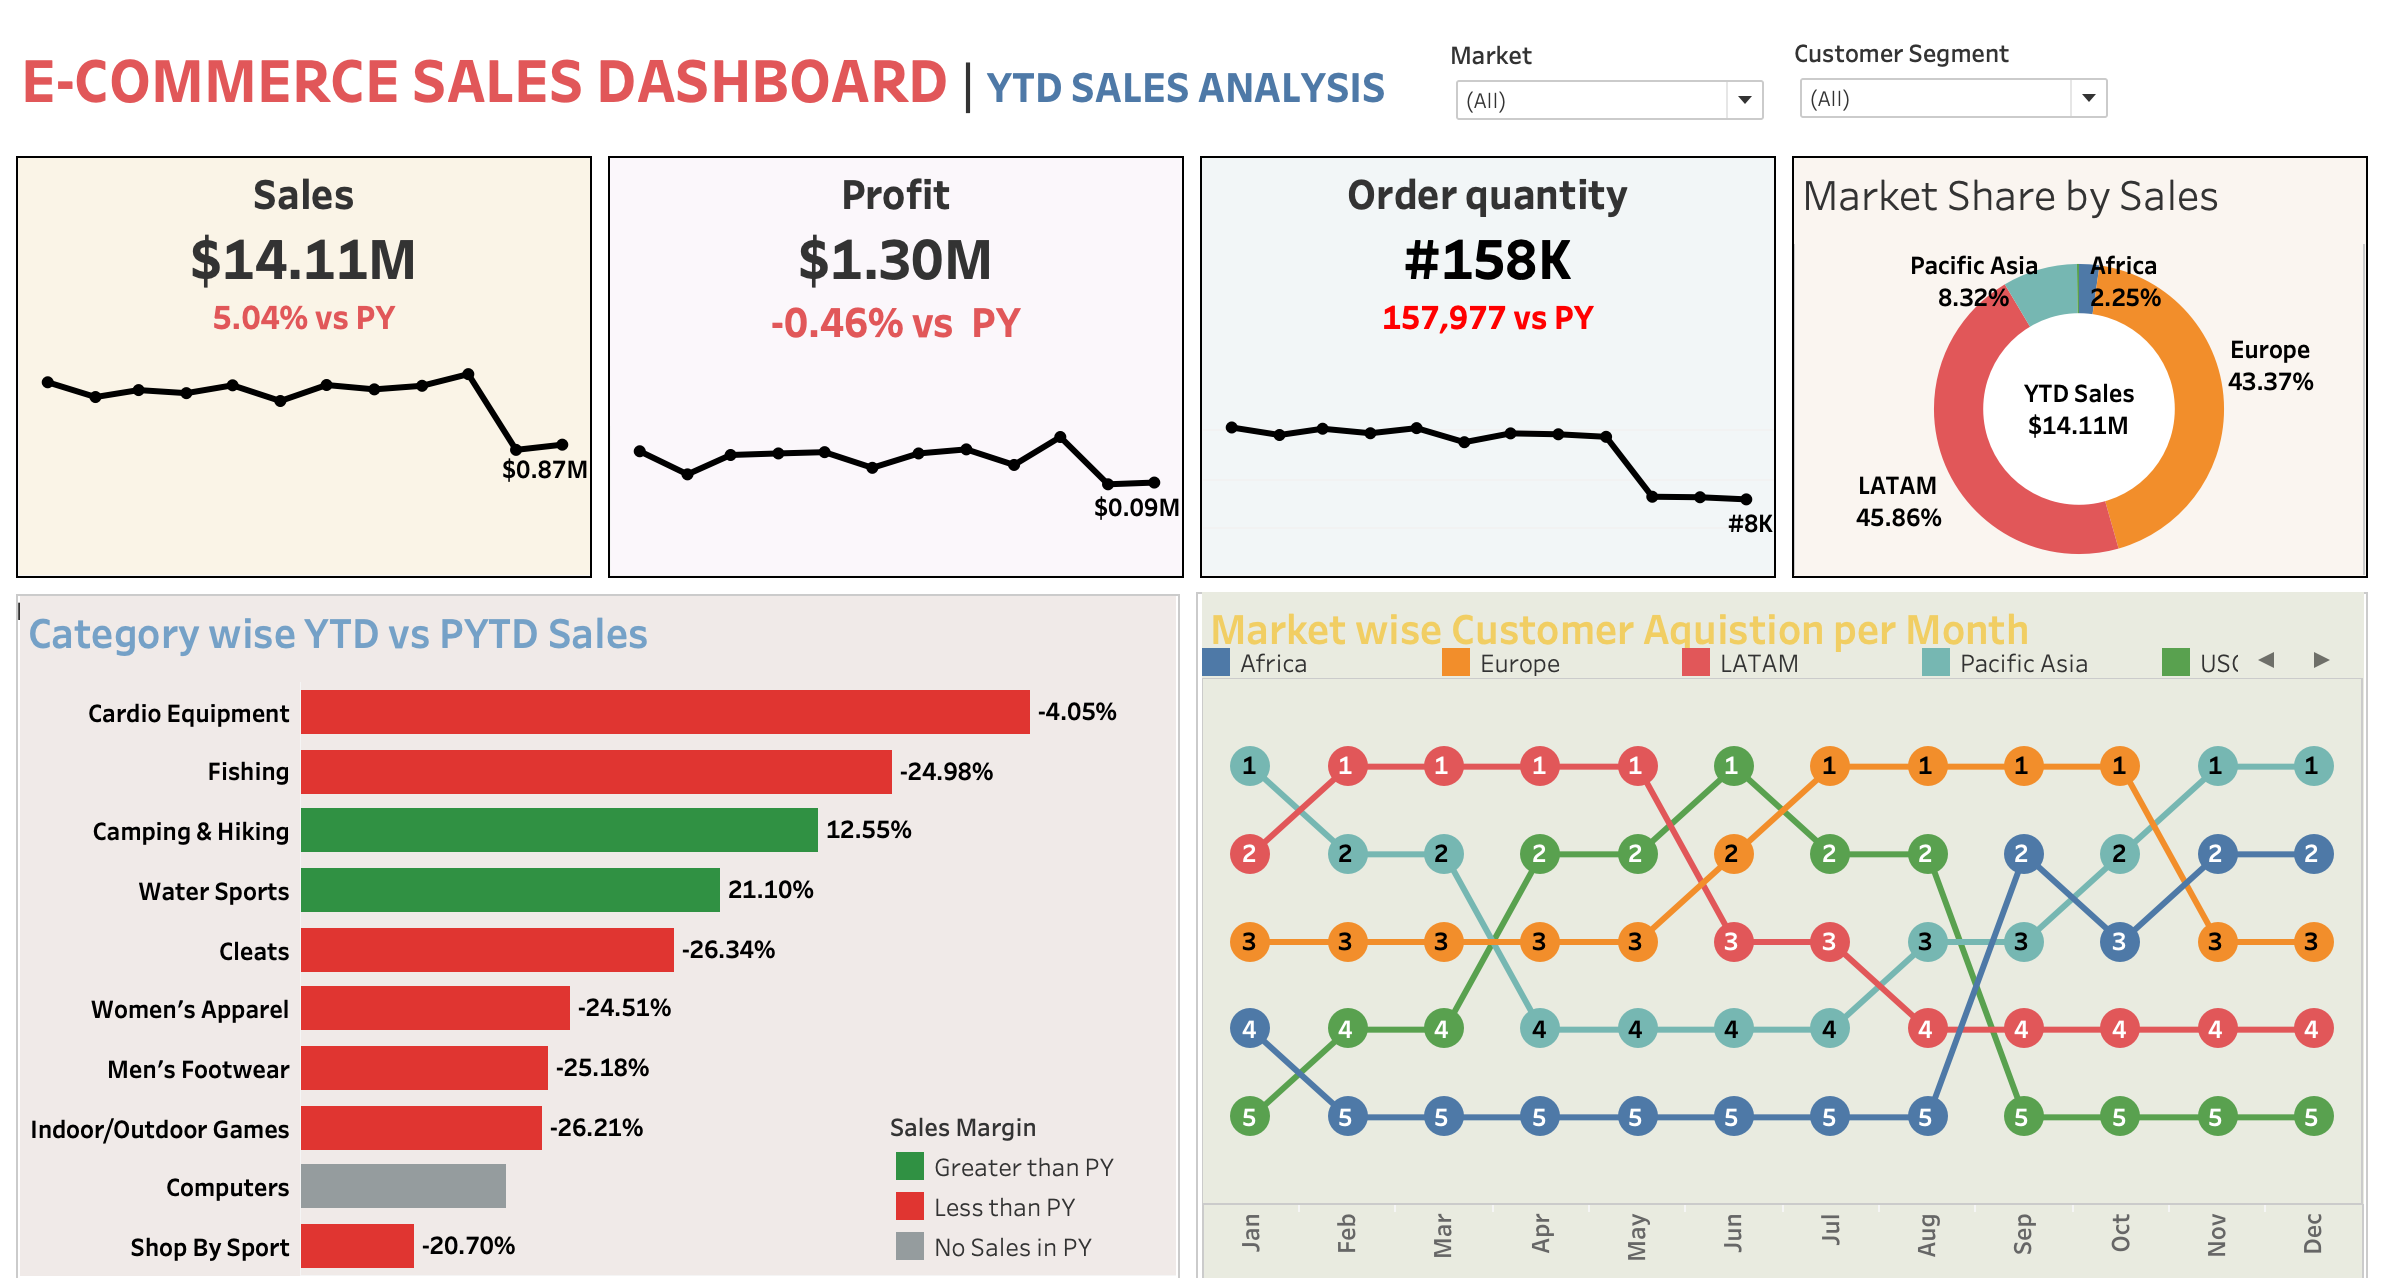 E-COMMERCE SALES DASHBOARD | YTD SALES ANALYSIS
Market
(All)
Customer Segment
(All)
Sales
$14.11M
5.04% vs PY
$0.87M
Profit
$1.30M
-0.46% vs PY
$0.09M
Order quantity
#158K
157,977 vs PY
#8K
Market Share by Sales
Pacific Asia
8.32%
Africa
2.25%
Europe
43.37%
YTD Sales
$14.11M
LATAM
45.86%
Category wise YTD vs PYTD Sales
Cardio Equipment -4.05%
Fishing -24.98%
Camping & Hiking 12.55%
Water Sports 21.10%
Cleats -26.34%
Women's Apparel -24.51%
Men's Footwear -25.18%
Indoor/Outdoor Games -26.21%
Computers
Shop By Sport -20.70%
Sales Margin
Greater than PY
Less than PY
No Sales in PY
Market wise Customer Aquistion per Month
Africa Europe LATAM Pacific Asia
1 1 1 1 1 1 1 1 1 1 1 1
2 2 2 2 2 2 2 2 2 2 2 2
3 3 3 3 3 3 3 3 3 3 3 3
4 4 4 4 4 4 4 4 4 4 4 4
5 5 5 5 5 5 5 5 5 5 5 5
Jan Feb Mar Apr May Jun Jul Aug Sep Oct Nov Dec